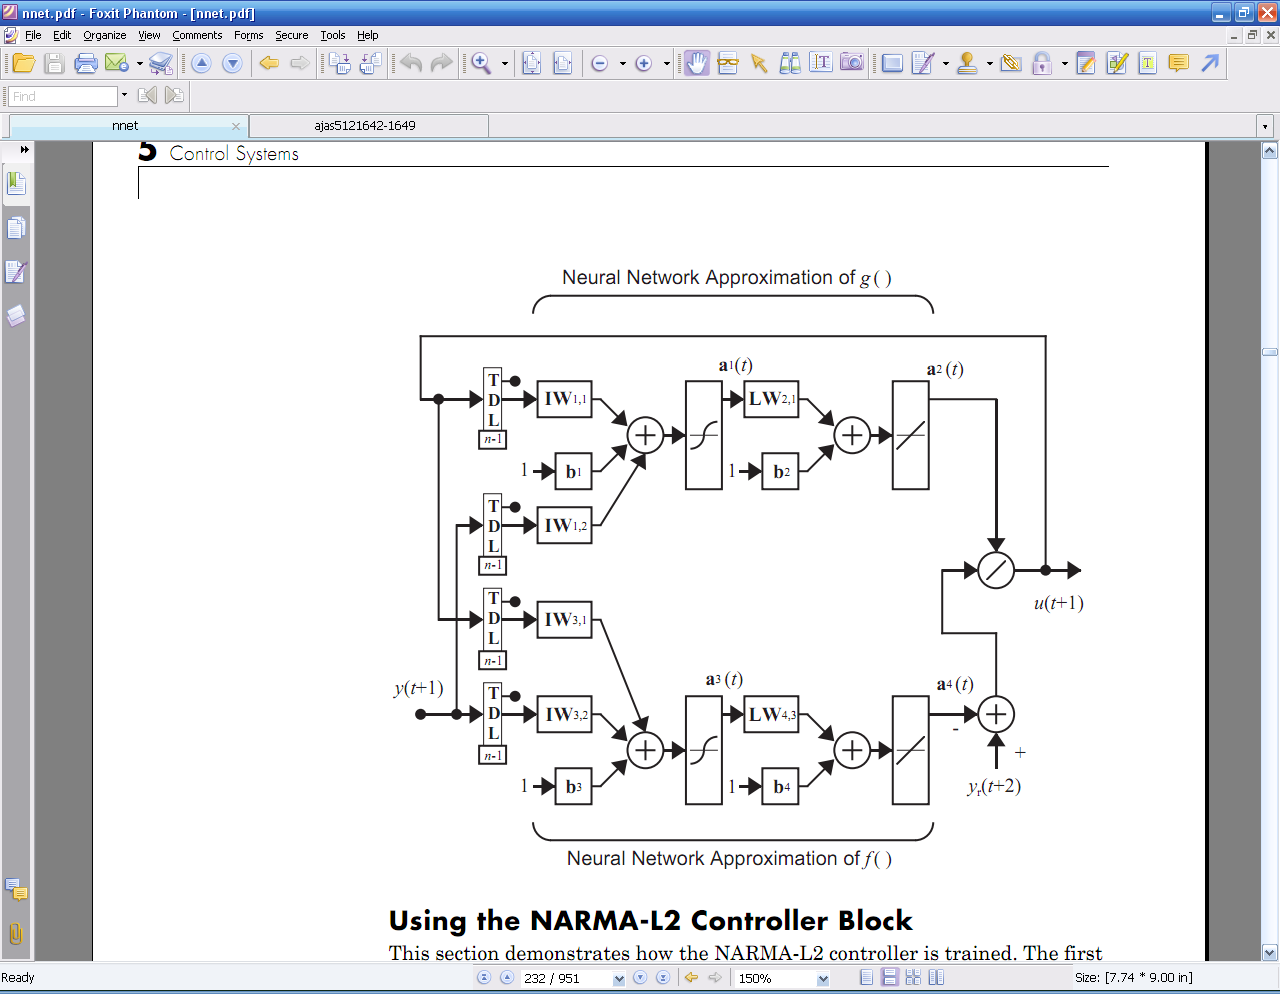 nnet.pdf - Foxit Phantom - [nnet.pdf]
File Edit Organize View Comments Forms Secure Tools Help
Find
nnet
ajas5121642-1649
5 Control Systems
Neural Network Approximation of g ( )
a1(t)
a2 (t)
T D L
n-1
IW1,1
LW2,1
1
b1
1
b2
T D L
n-1
IW1,2
T D L
n-1
IW3,1
u(t+1)
y(t+1)
T D L
n-1
IW3,2
a3 (t)
LW4,3
a4 (t)
-
+
1
b3
1
b4
yr(t+2)
Neural Network Approximation of f ( )
Using the NARMA-L2 Controller Block
This section demonstrates how the NARMA-L2 controller is trained. The first
Ready
232 / 951
150%
Size: [7.74 * 9.00 in]